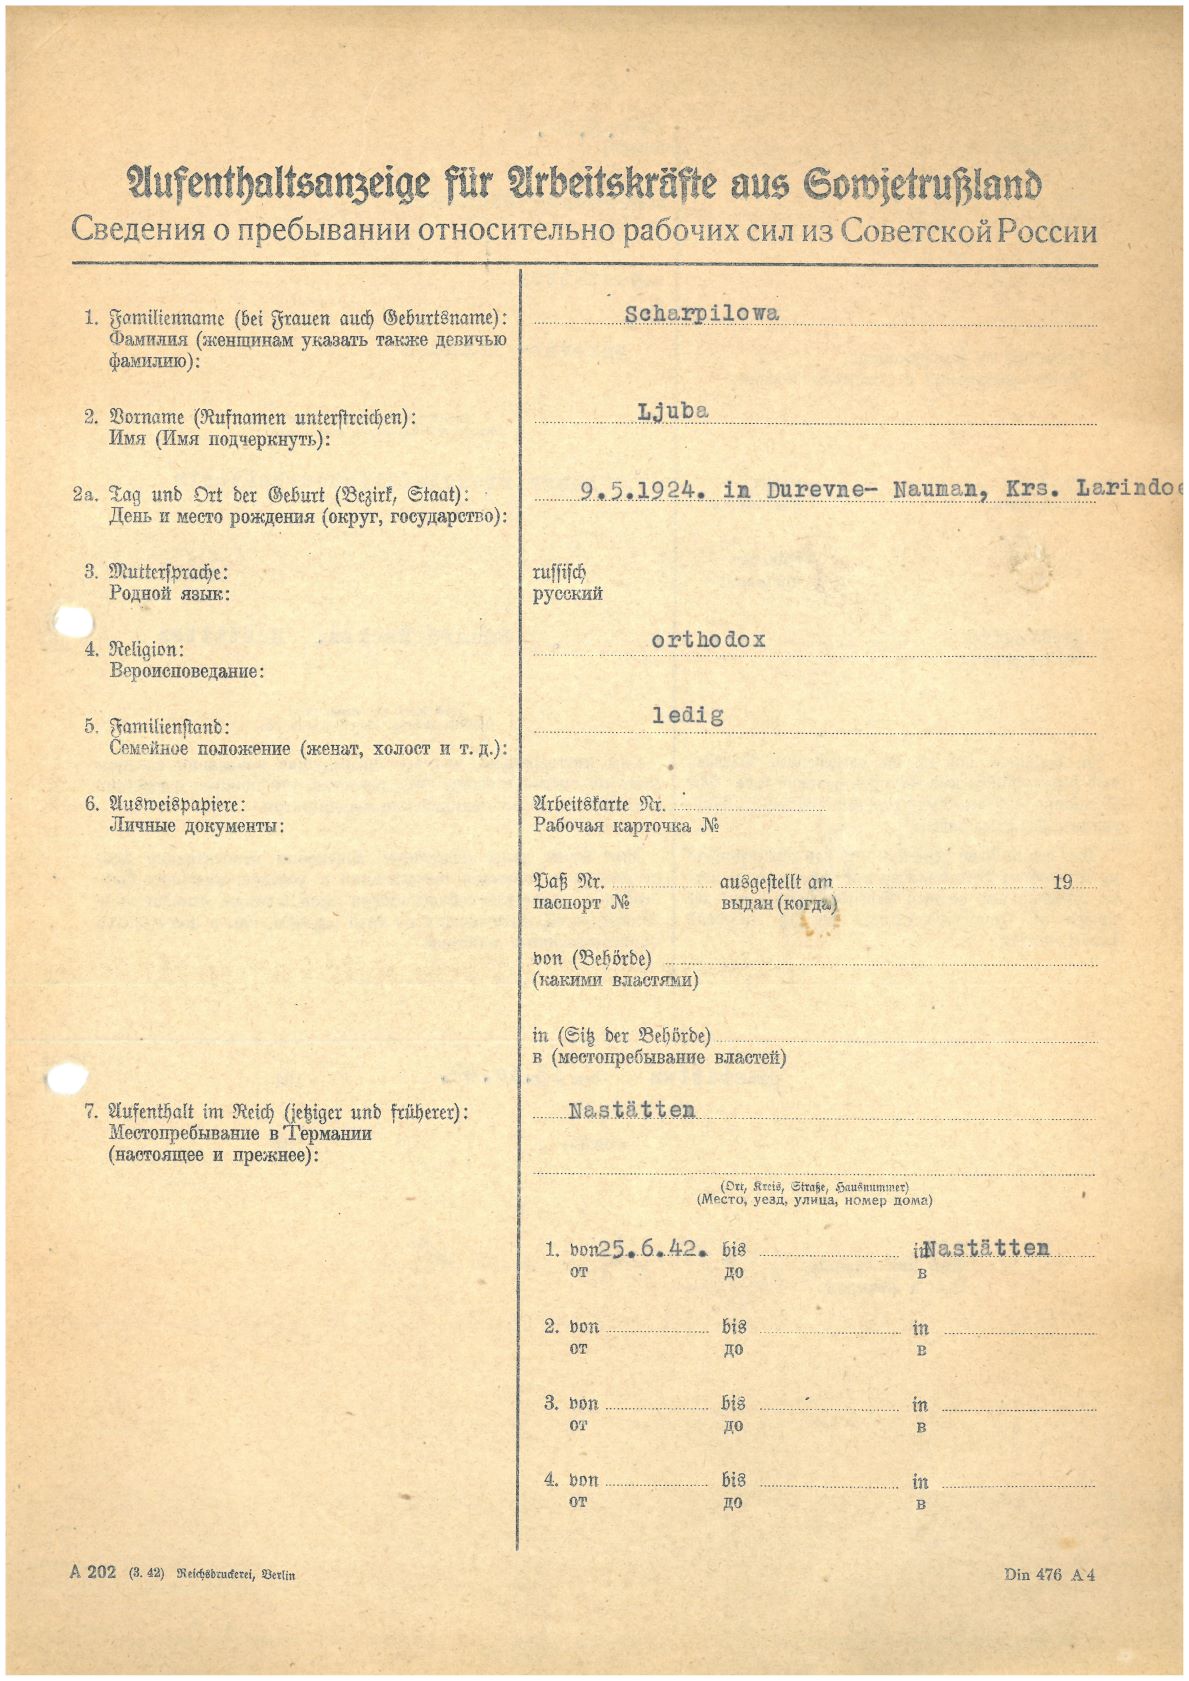 Aufenthaltsanzeige für Arbeitskräfte aus Sowjetrußland
Сведения о пребывании относительно рабочих сил из Советской России
1. Familienname (bei Frauen auch Geburtsname): Scharpilowa
Фамилия (женщинам указать также девичью
фамилию):
2. Vorname (Rufnamen unterstreichen): Ljuba
Имя (Имя подчеркнуть):
2a. Tag und Ort der Geburt (Bezirk, Staat): 9.5.1924. in Durevne- Nauman, Krs. Larindoe
День и место рождения (округ, государство):
3. Muttersprache: russisch
Родной язык: русский
4. Religion: orthodox
Вероисповедание:
5. Familienstand: ledig
Семейное положение (женат, холост и т. д.):
6. Ausweispapiere: Arbeitskarte Nr.
Личные документы: Рабочая карточка №
Paß Nr. ausgestellt am 19
паспорт № выдан (когда)
von (Behörde)
(какими властями)
in (Sitz der Behörde)
в (местопребывание властей)
7. Aufenthalt im Reich (jetziger und früherer): Nastätten
Местопребывание в Германии
(настоящее и прежнее):
(Ort, Kreis, Straße, Hausnummer)
(Место, уезд, улица, номер дома)
1. von 25.6.42. bis in Nastätten
от до в
2. von bis in
от до в
3. von bis in
от до в
4. von bis in
от до в
A 202 (3. 42) Reichsdruckerei, Berlin Din 476 A 4